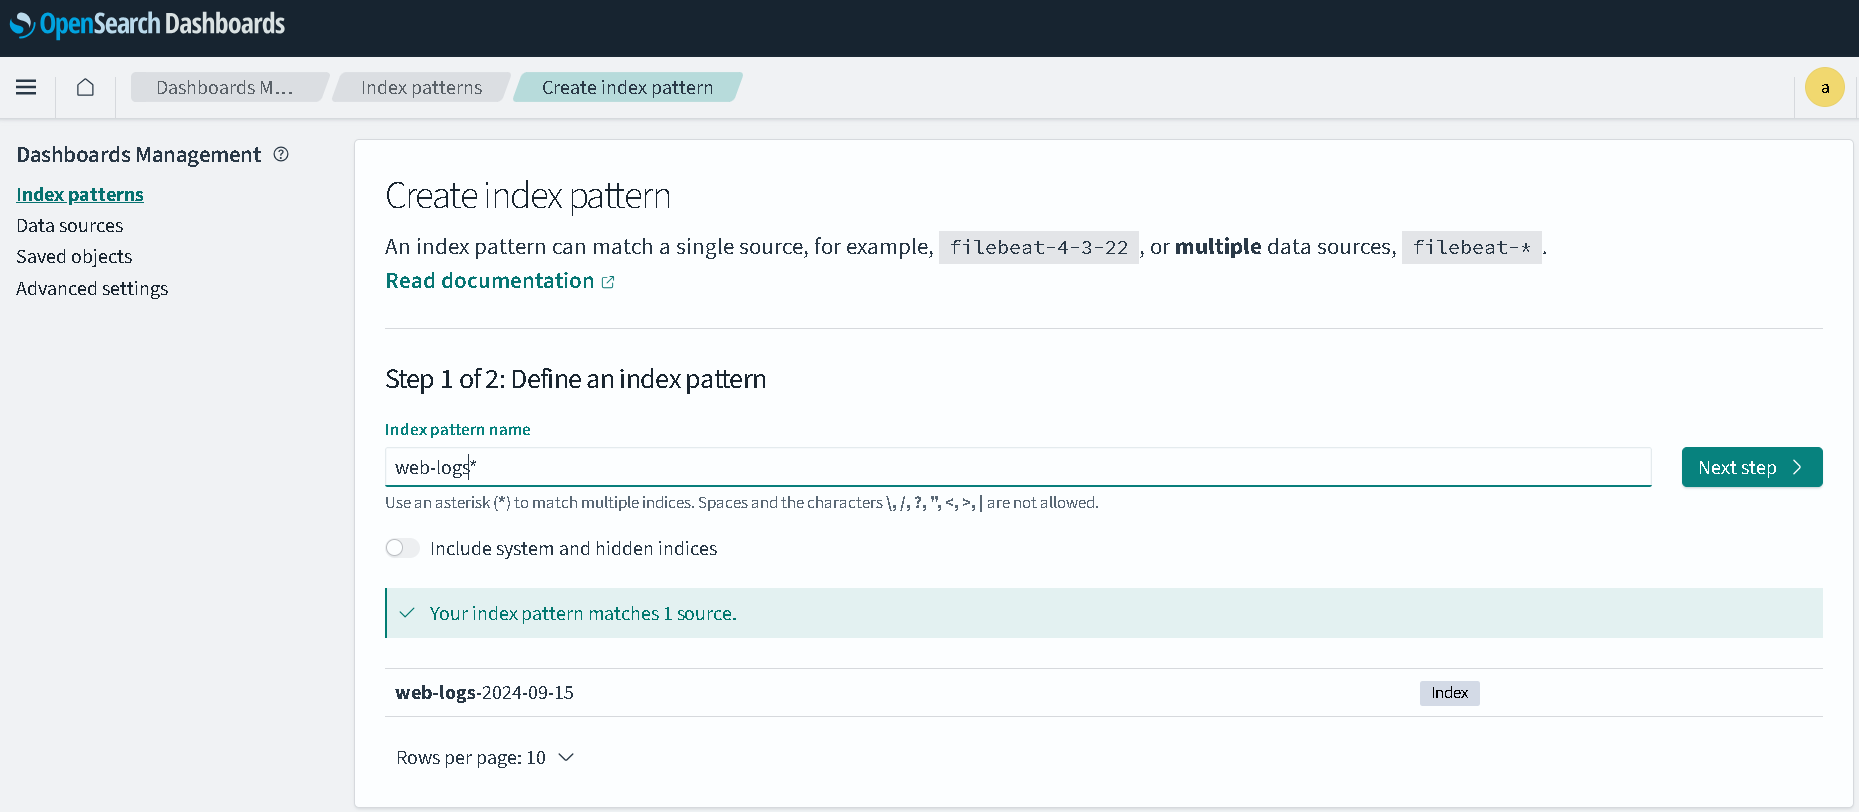 OpenSearch Dashboards
Dashboards M... Index patterns Create index pattern a
Dashboards Management
Index patterns
Data sources
Saved objects
Advanced settings
Create index pattern
An index pattern can match a single source, for example, filebeat-4-3-22 , or multiple data sources, filebeat-* .
Read documentation
Step 1 of 2: Define an index pattern
Index pattern name
web-logs*
Next step
Use an asterisk (*) to match multiple indices. Spaces and the characters \, /, ?, ", <, >, | are not allowed.
Include system and hidden indices
Your index pattern matches 1 source.
web-logs-2024-09-15 Index
Rows per page: 10